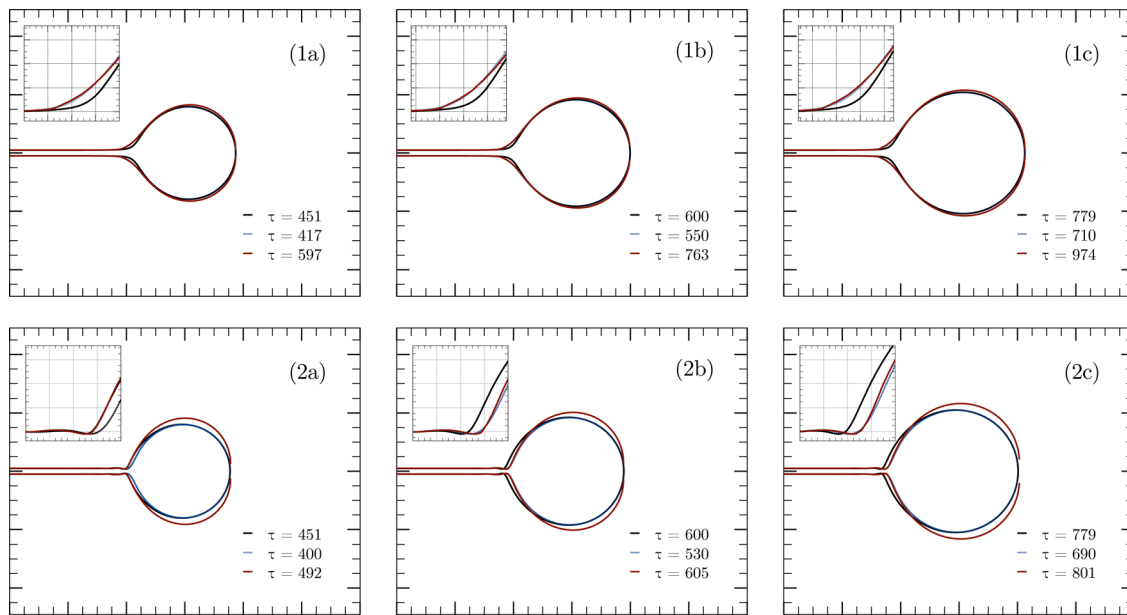 (1a)
τ = 451
τ = 417
τ = 597
(1b)
τ = 600
τ = 550
τ = 763
(1c)
τ = 779
τ = 710
τ = 974
(2a)
τ = 451
τ = 400
τ = 492
(2b)
τ = 600
τ = 530
τ = 605
(2c)
τ = 779
τ = 690
τ = 801